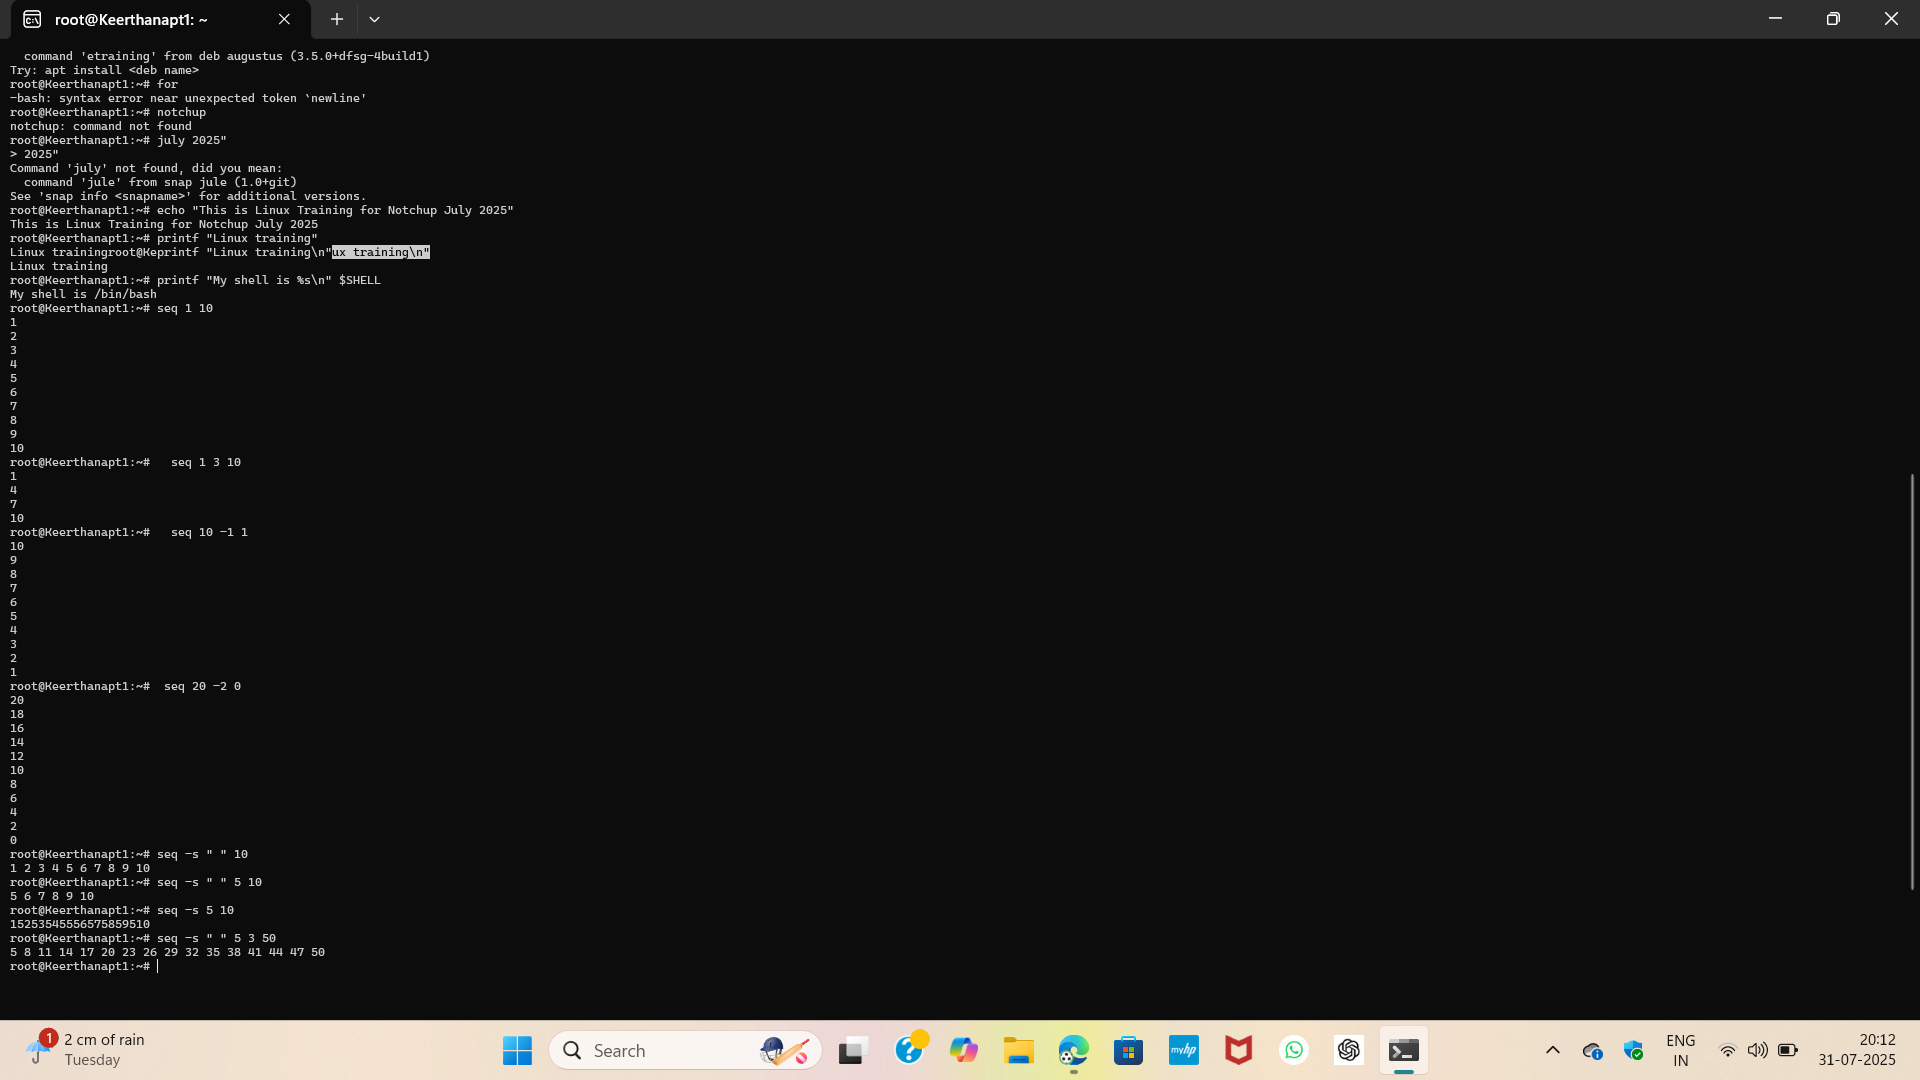 root@Keerthanapt1: ~
  command 'etraining' from deb augustus (3.5.0+dfsg-4build1)
Try: apt install <deb name>
root@Keerthanapt1:~# for
-bash: syntax error near unexpected token `newline'
root@Keerthanapt1:~# notchup
notchup: command not found
root@Keerthanapt1:~# july 2025"
> 2025"
Command 'july' not found, did you mean:
  command 'jule' from snap jule (1.0+git)
See 'snap info <snapname>' for additional versions.
root@Keerthanapt1:~# echo "This is Linux Training for Notchup July 2025"
This is Linux Training for Notchup July 2025
root@Keerthanapt1:~# printf "Linux training"
Linux trainingroot@Keprintf "Linux training\n"ux training\n"
Linux training
root@Keerthanapt1:~# printf "My shell is %s\n" $SHELL
My shell is /bin/bash
root@Keerthanapt1:~# seq 1 10
1
2
3
4
5
6
7
8
9
10
root@Keerthanapt1:~#   seq 1 3 10
1
4
7
10
root@Keerthanapt1:~#   seq 10 -1 1
10
9
8
7
6
5
4
3
2
1
root@Keerthanapt1:~#  seq 20 -2 0
20
18
16
14
12
10
8
6
4
2
0
root@Keerthanapt1:~# seq -s " " 10
1 2 3 4 5 6 7 8 9 10
root@Keerthanapt1:~# seq -s " " 5 10
5 6 7 8 9 10
root@Keerthanapt1:~# seq -s 5 10
15253545556575859510
root@Keerthanapt1:~# seq -s " " 5 3 50
5 8 11 14 17 20 23 26 29 32 35 38 41 44 47 50
root@Keerthanapt1:~#
1
2 cm of rain
Tuesday
Search
myhp
ENG
IN
20:12
31-07-2025